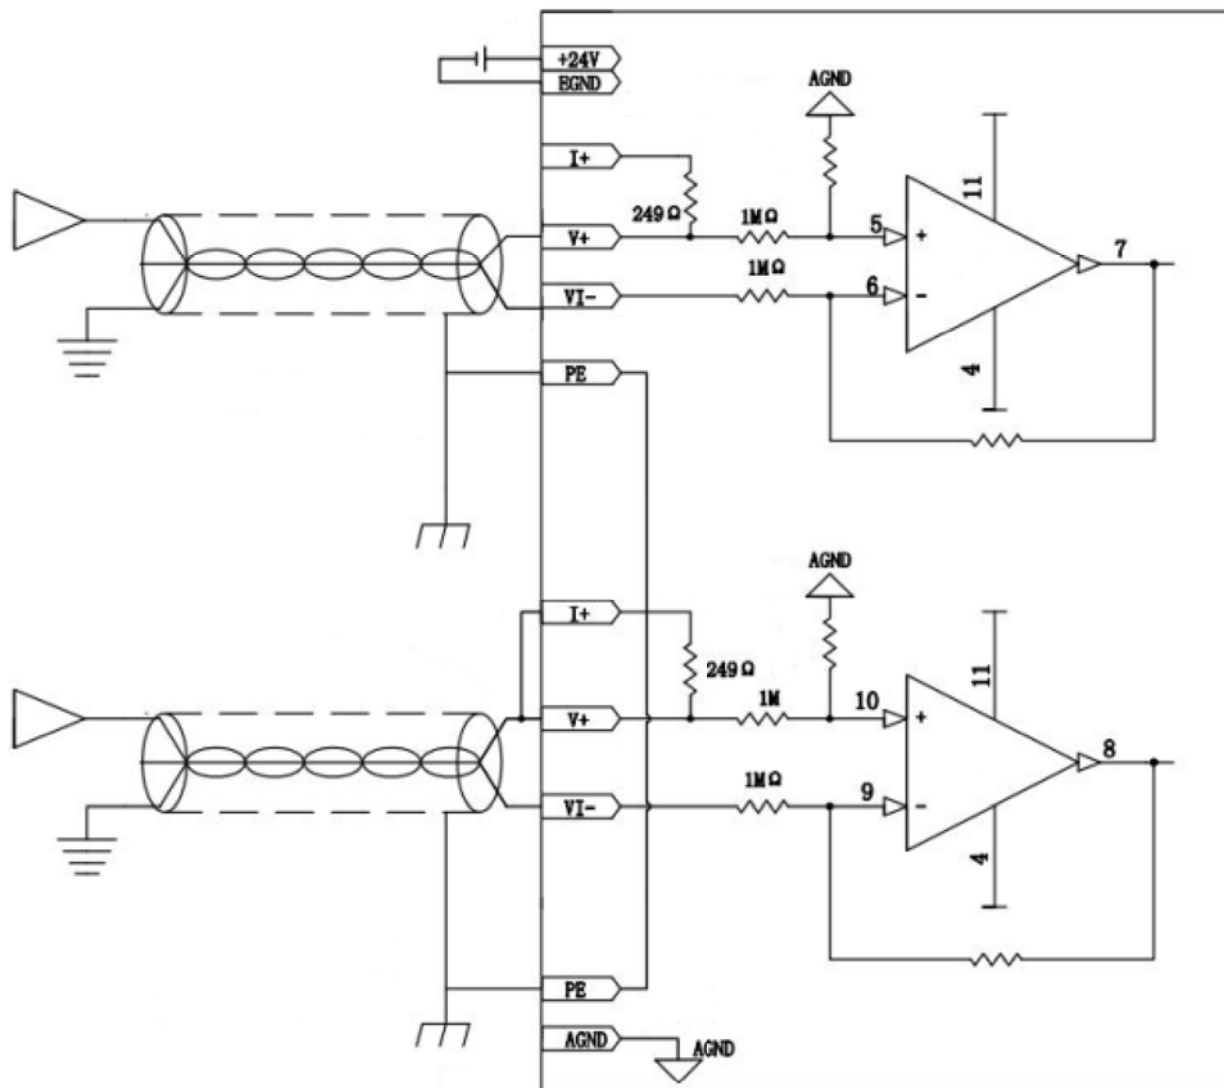 +24V
EGND
AGND
I+
11
249Ω
1MΩ
V+
5
+
7
1MΩ
VI-
6
-
4
PE
AGND
I+
249Ω
11
1M
V+
10
+
8
1MΩ
VI-
9
-
4
PE
AGND
AGND